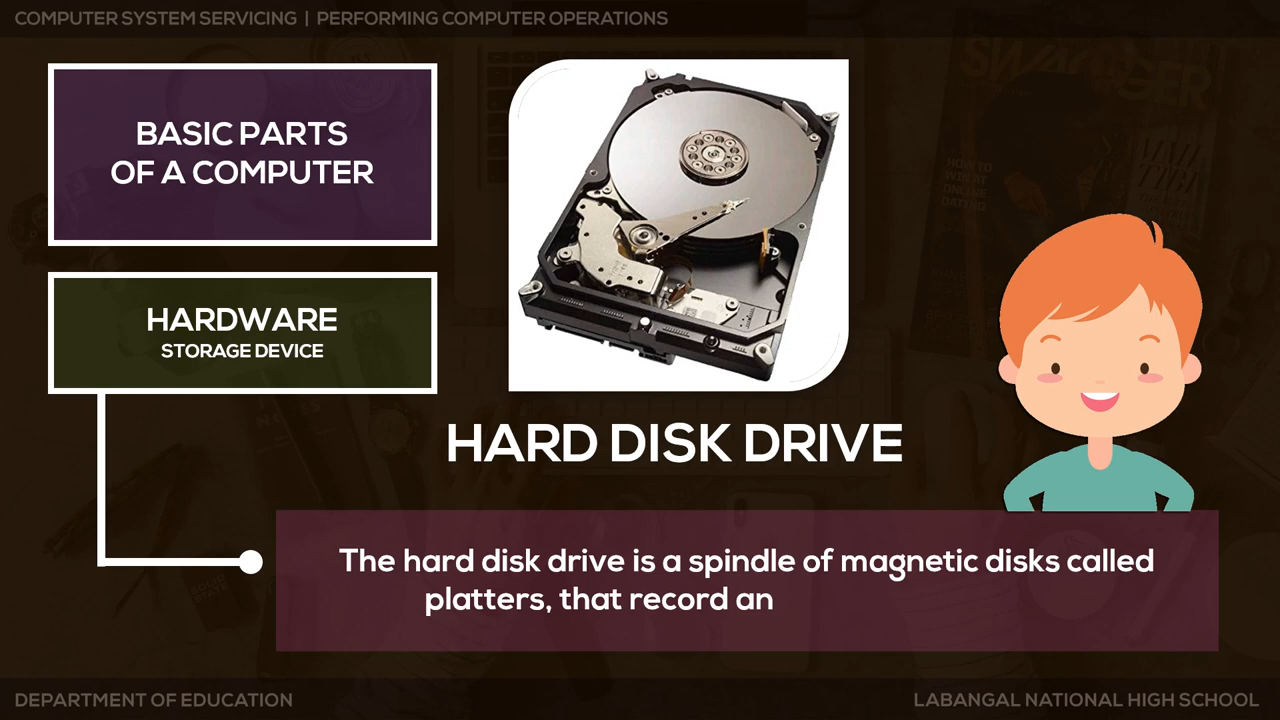 COMPUTER SYSTEM SERVICING | PERFORMING COMPUTER OPERATIONS
BASIC PARTS
OF A COMPUTER
HARDWARE
STORAGE DEVICE
HARD DISK DRIVE
The hard disk drive is a spindle of magnetic disks called
platters, that record an
DEPARTMENT OF EDUCATION
LABANGAL NATIONAL HIGH SCHOOL